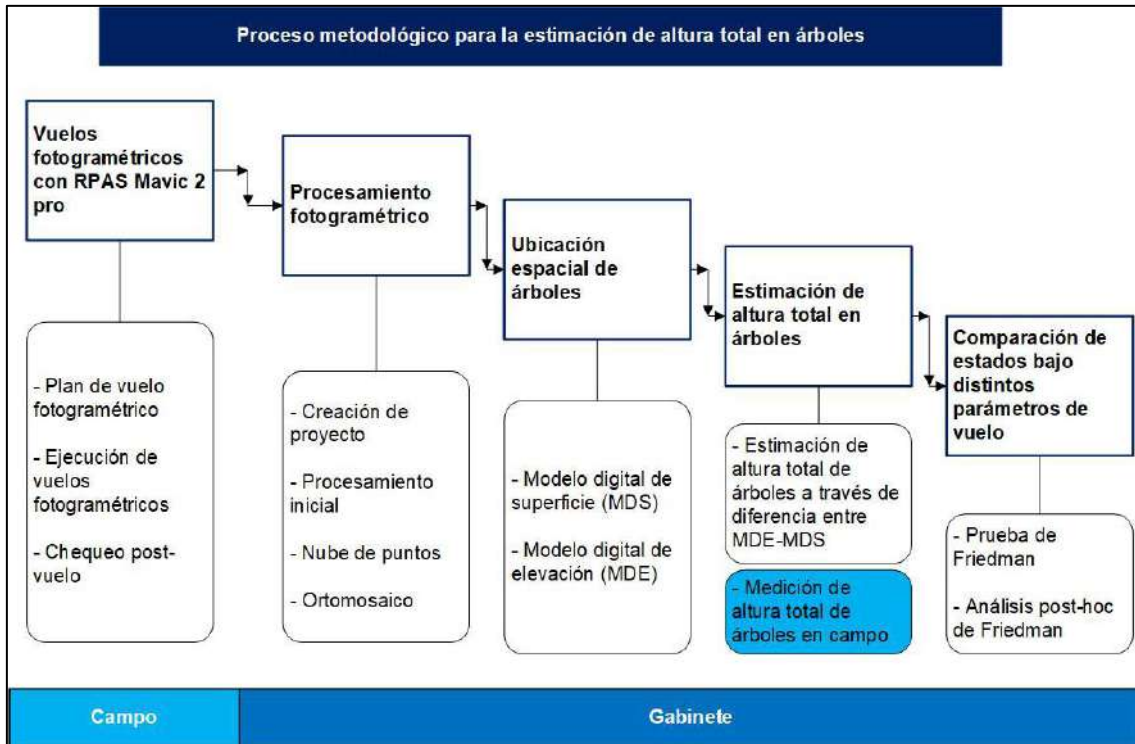 Proceso metodológico para la estimación de altura total en árboles
Vuelos
fotogramétricos
con RPAS Mavic 2
pro
Procesamiento
fotogramétrico
Ubicación
espacial de
árboles
Estimación de
altura total en
árboles
Comparación de
estados bajo
distintos
parámetros de
vuelo
- Plan de vuelo
fotogramétrico
- Ejecución de
vuelos
fotogramétricos
- Chequeo post-
vuelo
- Creación de
proyecto
- Procesamiento
inicial
- Nube de puntos
- Ortomosaico
- Modelo digital de
superficie (MDS)
- Modelo digital de
elevación (MDE)
- Estimación de
altura total de
árboles a través de
diferencia entre
MDE-MDS
- Medición de
altura total de
árboles en campo
- Prueba de
Friedman
- Análisis post-hoc
de Friedman
Campo
Gabinete